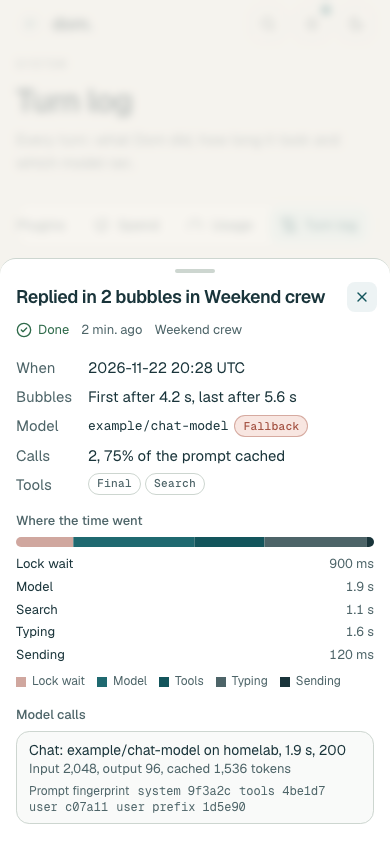 Turn log
Replied in 2 bubbles in Weekend crew
Done 2 min. ago Weekend crew
When 2026-11-22 20:28 UTC
Bubbles First after 4.2 s, last after 5.6 s
Model example/chat-model Fallback
Calls 2, 75% of the prompt cached
Tools Final Search
Where the time went
Lock wait 900 ms
Model 1.9 s
Search 1.1 s
Typing 1.6 s
Sending 120 ms
Lock wait Model Tools Typing Sending
Model calls
Chat: example/chat-model on homelab, 1.9 s, 200
Input 2,048, output 96, cached 1,536 tokens
Prompt fingerprint system 9f3a2c tools 4be1d7
user c07a11 user prefix 1d5e90